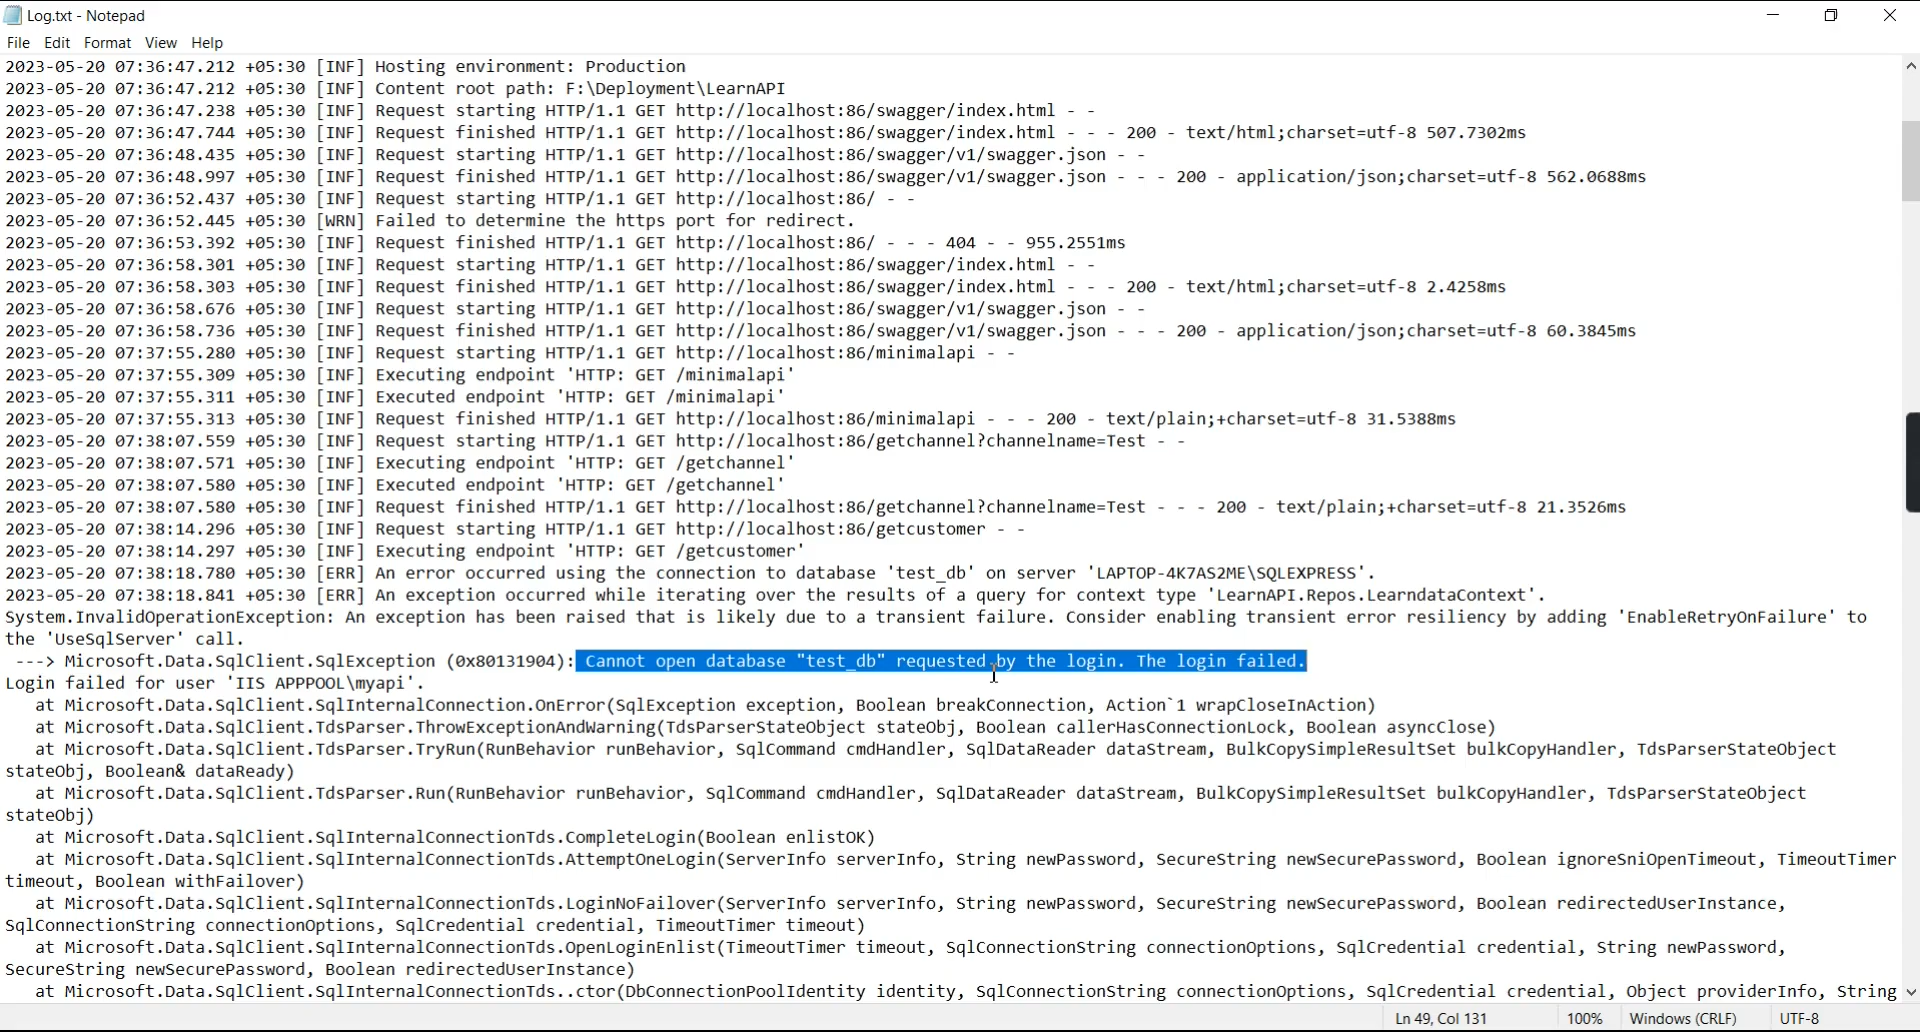 Log.txt - Notepad
File Edit Format View Help
2023-05-20 07:36:47.212 +05:30 [INF] Hosting environment: Production
2023-05-20 07:36:47.212 +05:30 [INF] Content root path: F:\Deployment\LearnAPI
2023-05-20 07:36:47.238 +05:30 [INF] Request starting HTTP/1.1 GET http://localhost:86/swagger/index.html - -
2023-05-20 07:36:47.744 +05:30 [INF] Request finished HTTP/1.1 GET http://localhost:86/swagger/index.html - - - 200 - text/html;charset=utf-8 507.7302ms
2023-05-20 07:36:48.435 +05:30 [INF] Request starting HTTP/1.1 GET http://localhost:86/swagger/v1/swagger.json - -
2023-05-20 07:36:48.997 +05:30 [INF] Request finished HTTP/1.1 GET http://localhost:86/swagger/v1/swagger.json - - - 200 - application/json;charset=utf-8 562.0688ms
2023-05-20 07:36:52.437 +05:30 [INF] Request starting HTTP/1.1 GET http://localhost:86/ - -
2023-05-20 07:36:52.445 +05:30 [WRN] Failed to determine the https port for redirect.
2023-05-20 07:36:53.392 +05:30 [INF] Request finished HTTP/1.1 GET http://localhost:86/ - - - 404 - - 955.2551ms
2023-05-20 07:36:58.301 +05:30 [INF] Request starting HTTP/1.1 GET http://localhost:86/swagger/index.html - -
2023-05-20 07:36:58.303 +05:30 [INF] Request finished HTTP/1.1 GET http://localhost:86/swagger/index.html - - - 200 - text/html;charset=utf-8 2.4258ms
2023-05-20 07:36:58.676 +05:30 [INF] Request starting HTTP/1.1 GET http://localhost:86/swagger/v1/swagger.json - -
2023-05-20 07:36:58.736 +05:30 [INF] Request finished HTTP/1.1 GET http://localhost:86/swagger/v1/swagger.json - - - 200 - application/json;charset=utf-8 60.3845ms
2023-05-20 07:37:55.280 +05:30 [INF] Request starting HTTP/1.1 GET http://localhost:86/minimalapi - -
2023-05-20 07:37:55.309 +05:30 [INF] Executing endpoint 'HTTP: GET /minimalapi'
2023-05-20 07:37:55.311 +05:30 [INF] Executed endpoint 'HTTP: GET /minimalapi'
2023-05-20 07:37:55.313 +05:30 [INF] Request finished HTTP/1.1 GET http://localhost:86/minimalapi - - - 200 - text/plain;+charset=utf-8 31.5388ms
2023-05-20 07:38:07.559 +05:30 [INF] Request starting HTTP/1.1 GET http://localhost:86/getchannel?channelname=Test - -
2023-05-20 07:38:07.571 +05:30 [INF] Executing endpoint 'HTTP: GET /getchannel'
2023-05-20 07:38:07.580 +05:30 [INF] Executed endpoint 'HTTP: GET /getchannel'
2023-05-20 07:38:07.580 +05:30 [INF] Request finished HTTP/1.1 GET http://localhost:86/getchannel?channelname=Test - - - 200 - text/plain;+charset=utf-8 21.3526ms
2023-05-20 07:38:14.296 +05:30 [INF] Request starting HTTP/1.1 GET http://localhost:86/getcustomer - -
2023-05-20 07:38:14.297 +05:30 [INF] Executing endpoint 'HTTP: GET /getcustomer'
2023-05-20 07:38:18.780 +05:30 [ERR] An error occurred using the connection to database 'test_db' on server 'LAPTOP-4K7AS2ME\SQLEXPRESS'.
2023-05-20 07:38:18.841 +05:30 [ERR] An exception occurred while iterating over the results of a query for context type 'LearnAPI.Repos.LearndataContext'.
System.InvalidOperationException: An exception has been raised that is likely due to a transient failure. Consider enabling transient error resiliency by adding 'EnableRetryOnFailure' to
the 'UseSqlServer' call.
---> Microsoft.Data.SqlClient.SqlException (0x80131904): Cannot open database "test_db" requested by the login. The login failed.
Login failed for user 'IIS APPPOOL\myapi'.
at Microsoft.Data.SqlClient.SqlInternalConnection.OnError(SqlException exception, Boolean breakConnection, Action`1 wrapCloseInAction)
at Microsoft.Data.SqlClient.TdsParser.ThrowExceptionAndWarning(TdsParserStateObject stateObj, Boolean callerHasConnectionLock, Boolean asyncClose)
at Microsoft.Data.SqlClient.TdsParser.TryRun(RunBehavior runBehavior, SqlCommand cmdHandler, SqlDataReader dataStream, BulkCopySimpleResultSet bulkCopyHandler, TdsParserStateObject
stateObj, Boolean& dataReady)
at Microsoft.Data.SqlClient.TdsParser.Run(RunBehavior runBehavior, SqlCommand cmdHandler, SqlDataReader dataStream, BulkCopySimpleResultSet bulkCopyHandler, TdsParserStateObject
stateObj)
at Microsoft.Data.SqlClient.SqlInternalConnectionTds.CompleteLogin(Boolean enlistOK)
at Microsoft.Data.SqlClient.SqlInternalConnectionTds.AttemptOneLogin(ServerInfo serverInfo, String newPassword, SecureString newSecurePassword, Boolean ignoreSniOpenTimeout, TimeoutTimer
timeout, Boolean withFailover)
at Microsoft.Data.SqlClient.SqlInternalConnectionTds.LoginNoFailover(ServerInfo serverInfo, String newPassword, SecureString newSecurePassword, Boolean redirectedUserInstance,
SqlConnectionString connectionOptions, SqlCredential credential, TimeoutTimer timeout)
at Microsoft.Data.SqlClient.SqlInternalConnectionTds.OpenLoginEnlist(TimeoutTimer timeout, SqlConnectionString connectionOptions, SqlCredential credential, String newPassword,
SecureString newSecurePassword, Boolean redirectedUserInstance)
at Microsoft.Data.SqlClient.SqlInternalConnectionTds..ctor(DbConnectionPoolIdentity identity, SqlConnectionString connectionOptions, SqlCredential credential, Object providerInfo, String
Ln 49, Col 131 100% Windows (CRLF) UTF-8